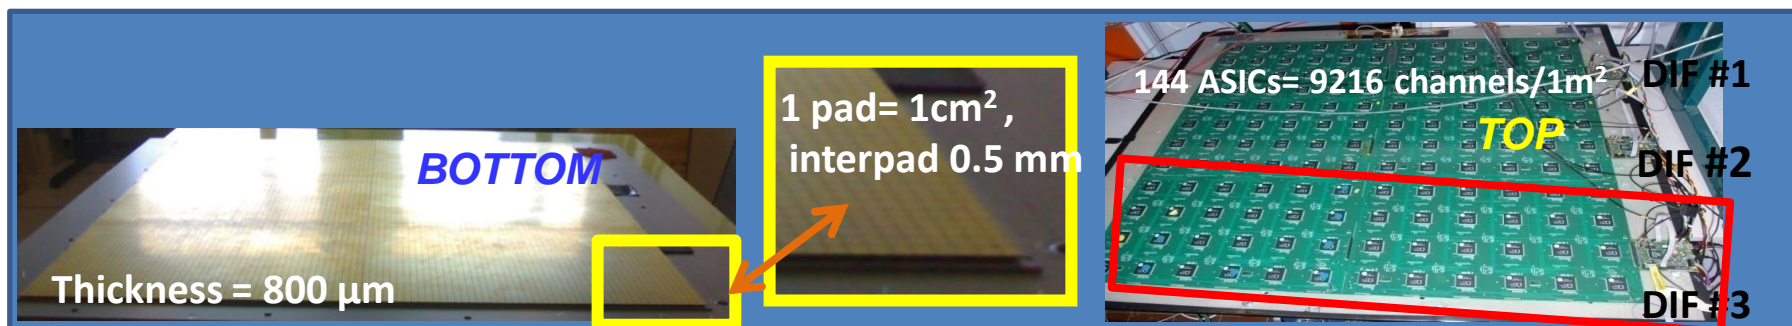 BOTTOM
Thickness = 800 µm
1 pad= 1cm² ,
interpad 0.5 mm
144 ASICs= 9216 channels/1m²
TOP
DIF #1
DIF #2
DIF #3